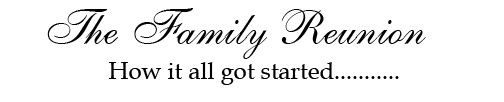 The Family Reunion
How it all got started...........